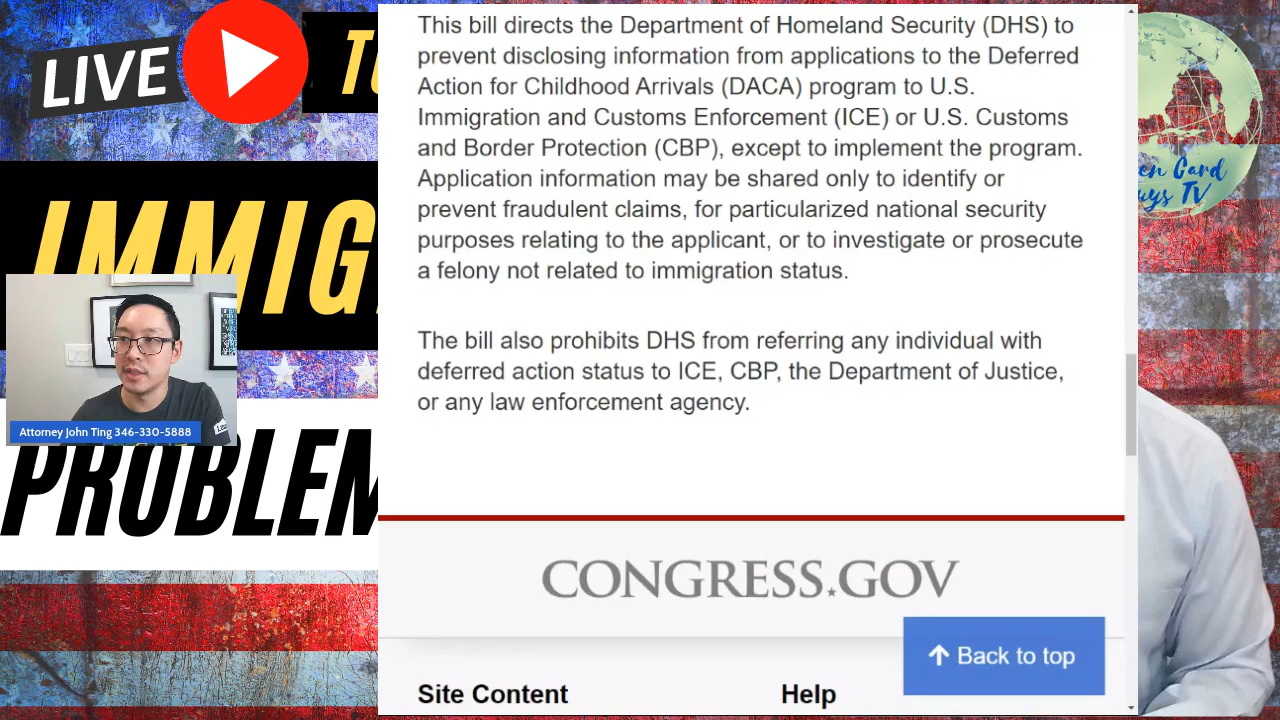 LIVE
TO
IMMIG
PROBLEM
Attorney John Ting 346-330-5888
This bill directs the Department of Homeland Security (DHS) to
prevent disclosing information from applications to the Deferred
Action for Childhood Arrivals (DACA) program to U.S.
Immigration and Customs Enforcement (ICE) or U.S. Customs
and Border Protection (CBP), except to implement the program.
Application information may be shared only to identify or
prevent fraudulent claims, for particularized national security
purposes relating to the applicant, or to investigate or prosecute
a felony not related to immigration status.
The bill also prohibits DHS from referring any individual with
deferred action status to ICE, CBP, the Department of Justice,
or any law enforcement agency.
CONGRESS.GOV
Back to top
Site Content
Help
en Card
uys TV